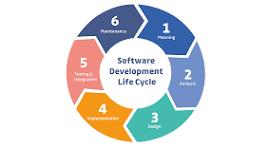 Software
Development
Life Cycle
1
Planning
2
Analysis
3
Design
4
Implementation
5
Testing &
Integration
6
Maintenance